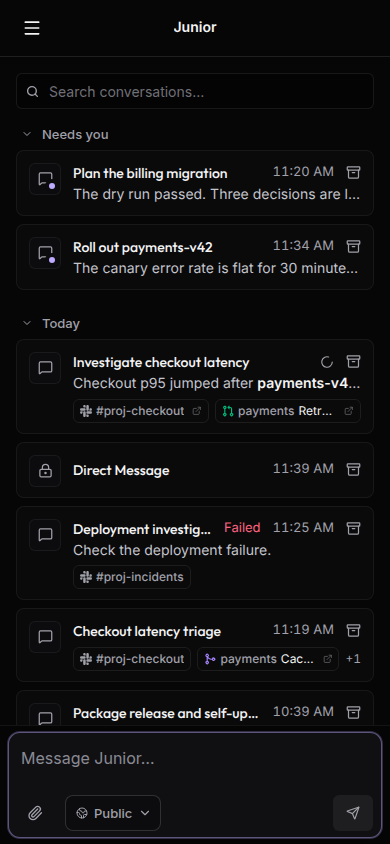 Junior
Search conversations...
Needs you
Plan the billing migration 11:20 AM
The dry run passed. Three decisions are l...
Roll out payments-v42 11:34 AM
The canary error rate is flat for 30 minute...
Today
Investigate checkout latency
Checkout p95 jumped after payments-v4...
#proj-checkout payments Retr...
Direct Message 11:39 AM
Deployment investig... Failed 11:25 AM
Check the deployment failure.
#proj-incidents
Checkout latency triage 11:19 AM
#proj-checkout payments Cac... +1
Package release and self-up... 10:39 AM
Message Junior...
Public